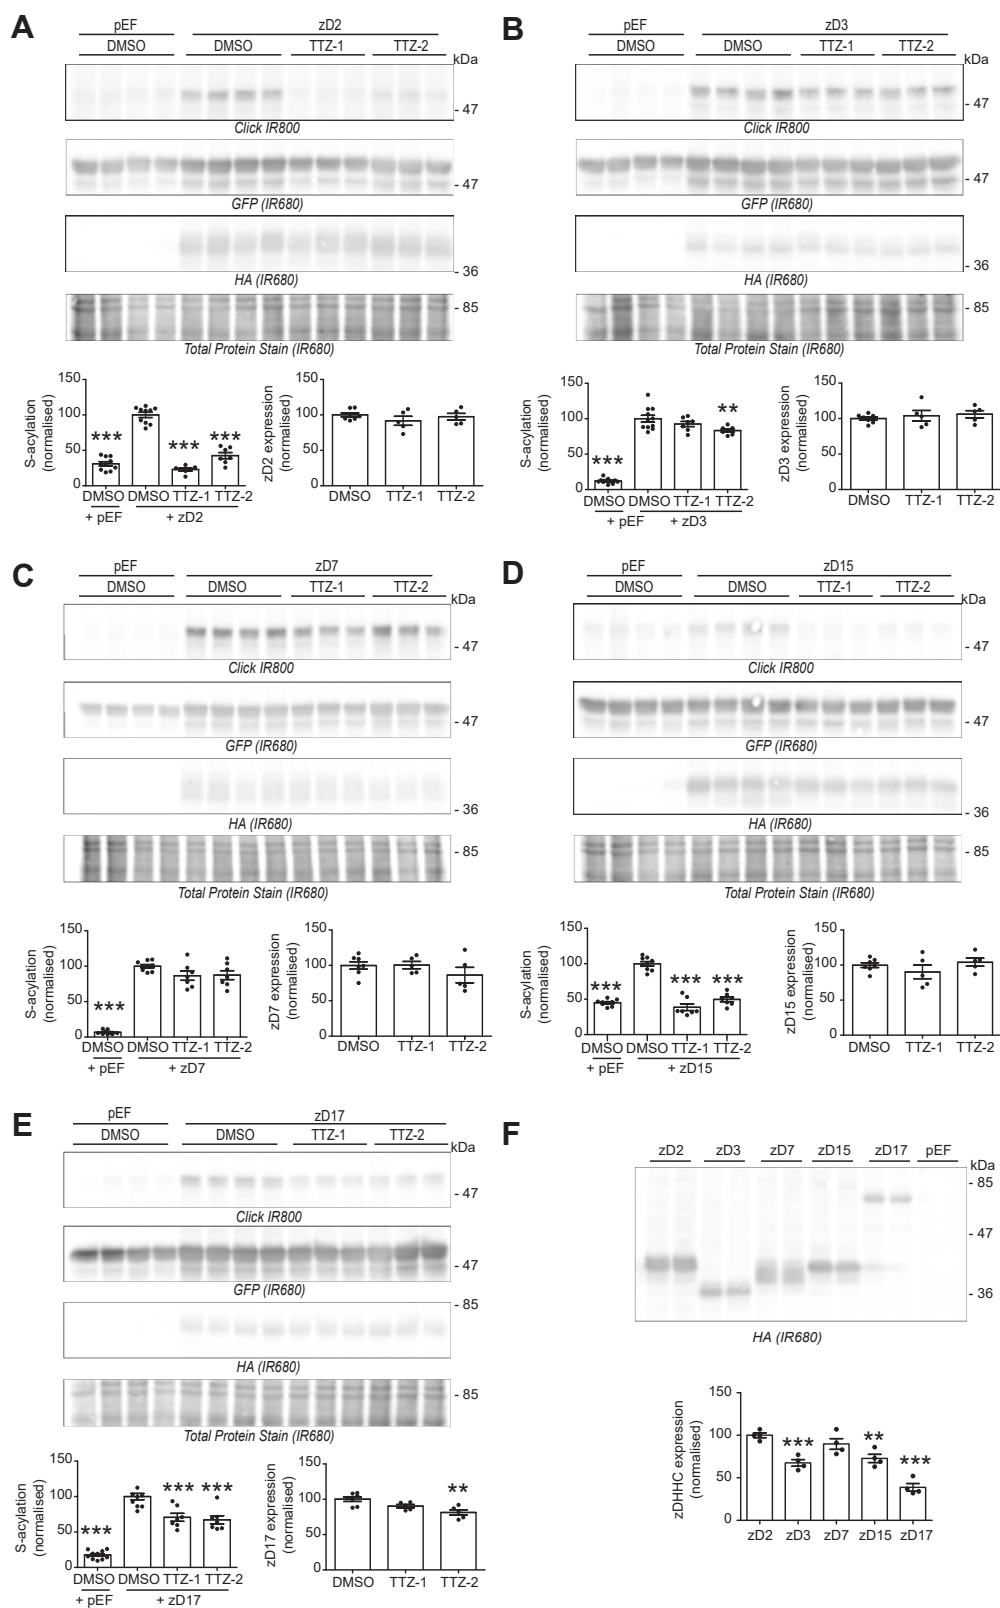 A
pEF zD2
DMSO DMSO TTZ-1 TTZ-2
kDa
- 47
Click IR800
- 47
GFP (IR680)
- 36
HA (IR680)
- 85
Total Protein Stain (IR680)
S-acylation (normalised)
150
100
50
0
*** *** ***
DMSO DMSO TTZ-1 TTZ-2
+ pEF + zD2
zD2 expression (normalised)
150
100
50
0
DMSO TTZ-1 TTZ-2
B
pEF zD3
DMSO DMSO TTZ-1 TTZ-2
kDa
- 47
Click IR800
- 47
GFP (IR680)
- 36
HA (IR680)
- 85
Total Protein Stain (IR680)
S-acylation (normalised)
150
100
50
0
*** **
DMSO DMSO TTZ-1 TTZ-2
+ pEF + zD3
zD3 expression (normalised)
150
100
50
0
DMSO TTZ-1 TTZ-2
C
pEF zD7
DMSO DMSO TTZ-1 TTZ-2
kDa
- 47
Click IR800
- 47
GFP (IR680)
- 36
HA (IR680)
- 85
Total Protein Stain (IR680)
S-acylation (normalised)
150
100
50
0
***
DMSO DMSO TTZ-1 TTZ-2
+ pEF + zD7
zD7 expression (normalised)
150
100
50
0
DMSO TTZ-1 TTZ-2
D
pEF zD15
DMSO DMSO TTZ-1 TTZ-2
kDa
- 47
Click IR800
- 47
GFP (IR680)
- 36
HA (IR680)
- 85
Total Protein Stain (IR680)
S-acylation (normalised)
150
100
50
0
*** *** ***
DMSO DMSO TTZ-1 TTZ-2
+ pEF + zD15
zD15 expression (normalised)
150
100
50
0
DMSO TTZ-1 TTZ-2
E
pEF zD17
DMSO DMSO TTZ-1 TTZ-2
kDa
- 47
Click IR800
- 47
GFP (IR680)
- 85
HA (IR680)
- 85
Total Protein Stain (IR680)
S-acylation (normalised)
150
100
50
0
*** *** ***
DMSO DMSO TTZ-1 TTZ-2
+ pEF + zD17
zD17 expression (normalised)
150
100
50
0
**
DMSO TTZ-1 TTZ-2
F
zD2 zD3 zD7 zD15 zD17 pEF
kDa
- 85
- 47
- 36
HA (IR680)
zDHHC expression (normalised)
150
100
50
0
*** ** ***
zD2 zD3 zD7 zD15 zD17